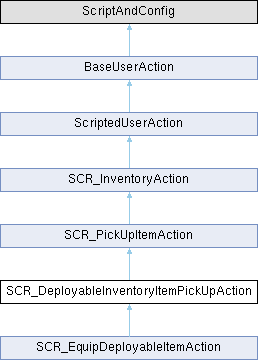 ScriptAndConfig
BaseUserAction
ScriptedUserAction
SCR_InventoryAction
SCR_PickUpItemAction
SCR_DeployableInventoryItemPickUpAction
SCR_EquipDeployableItemAction